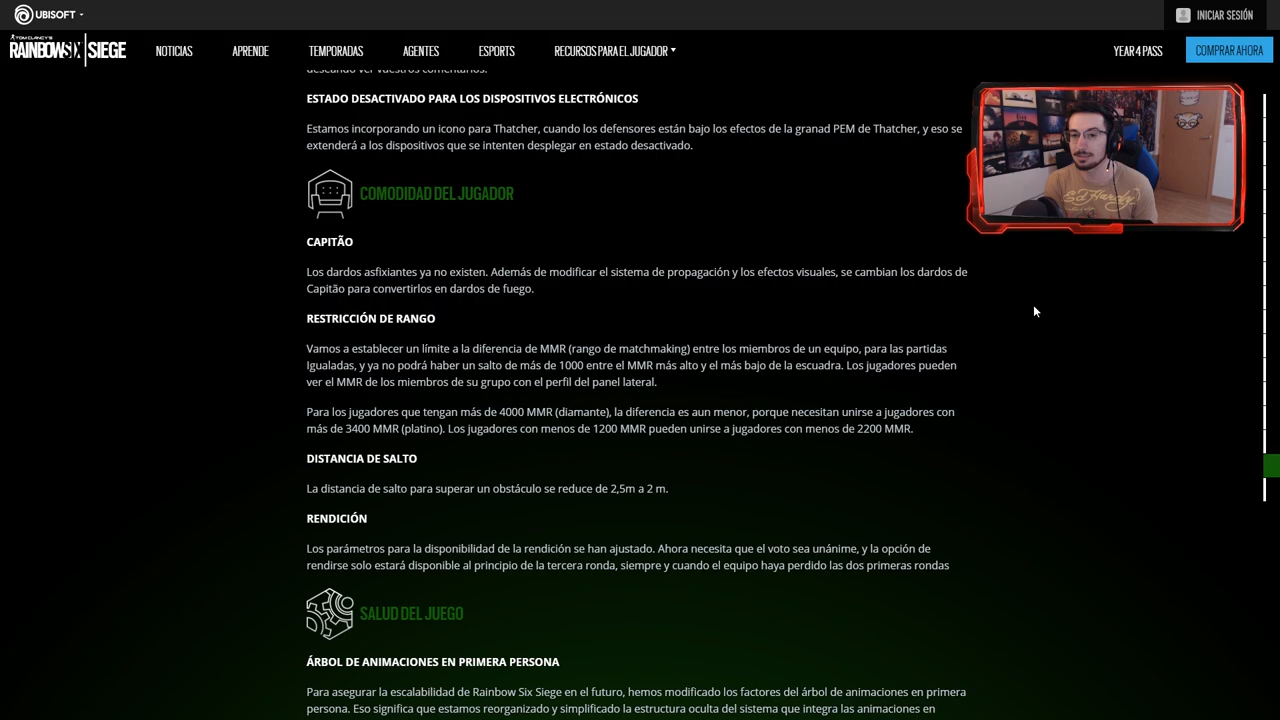 UBISOFT
INICIAR SESIÓN
TOM CLANCY'S
RAINBOWSIX SIEGE
NOTICIAS
APRENDE
TEMPORADAS
AGENTES
ESPORTS
RECURSOS PARA EL JUGADOR
YEAR 4 PASS
COMPRAR AHORA
deseando ver vuestros comentarios.
ESTADO DESACTIVADO PARA LOS DISPOSITIVOS ELECTRÓNICOS
Estamos incorporando un icono para Thatcher, cuando los defensores están bajo los efectos de la granad PEM de Thatcher, y eso se
extenderá a los dispositivos que se intenten desplegar en estado desactivado.
COMODIDAD DEL JUGADOR
CAPITÃO
Los dardos asfixiantes ya no existen. Además de modificar el sistema de propagación y los efectos visuales, se cambian los dardos de
Capitão para convertirlos en dardos de fuego.
RESTRICCIÓN DE RANGO
Vamos a establecer un límite a la diferencia de MMR (rango de matchmaking) entre los miembros de un equipo, para las partidas
Igualadas, y ya no podrá haber un salto de más de 1000 entre el MMR más alto y el más bajo de la escuadra. Los jugadores pueden
ver el MMR de los miembros de su grupo con el perfil del panel lateral.
Para los jugadores que tengan más de 4000 MMR (diamante), la diferencia es aun menor, porque necesitan unirse a jugadores con
más de 3400 MMR (platino). Los jugadores con menos de 1200 MMR pueden unirse a jugadores con menos de 2200 MMR.
DISTANCIA DE SALTO
La distancia de salto para superar un obstáculo se reduce de 2,5m a 2 m.
RENDICIÓN
Los parámetros para la disponibilidad de la rendición se han ajustado. Ahora necesita que el voto sea unánime, y la opción de
rendirse solo estará disponible al principio de la tercera ronda, siempre y cuando el equipo haya perdido las dos primeras rondas
SALUD DEL JUEGO
ÁRBOL DE ANIMACIONES EN PRIMERA PERSONA
Para asegurar la escalabilidad de Rainbow Six Siege en el futuro, hemos modificado los factores del árbol de animaciones en primera
persona. Eso significa que estamos reorganizado y simplificado la estructura oculta del sistema que integra las animaciones en
Ed Hardy